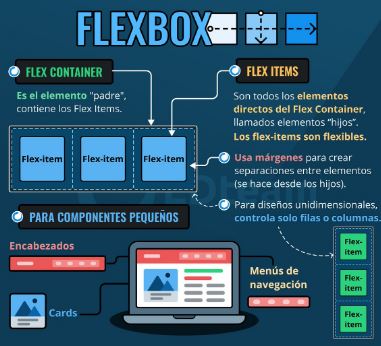 FLEXBOX
FLEX CONTAINER
Es el elemento "padre",
contiene los Flex Items.
FLEX ITEMS
Son todos los elementos
directos del Flex Container,
llamados elementos "hijos".
Los flex-items son flexibles.
Flex-item
Flex-item
Flex-item
Usa márgenes para crear
separaciones entre elementos
(se hace desde los hijos).
Para diseños unidimensionales,
controla solo filas o columnas.
PARA COMPONENTES PEQUEÑOS
Encabezados
Cards
Menús de
navegación
Flex-
item
Flex-
item
Flex-
item